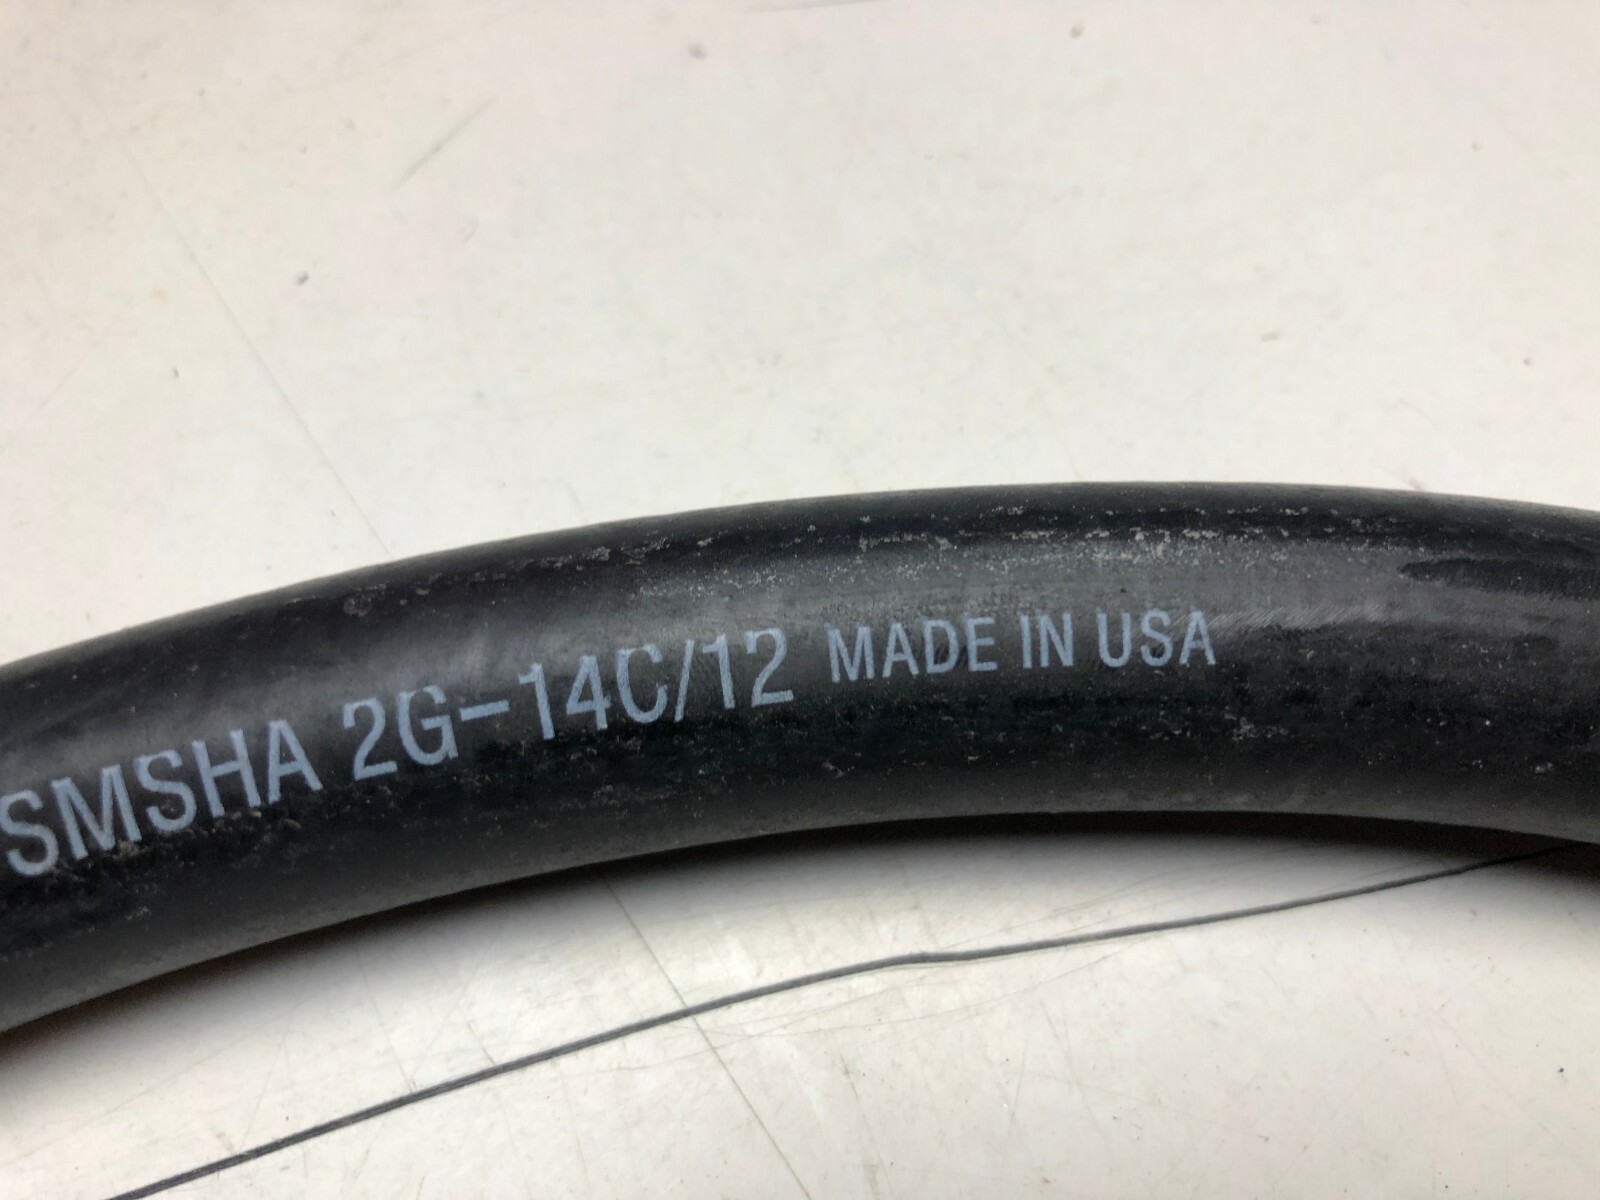 SMSHA 2G-14C/12 MADE IN USA